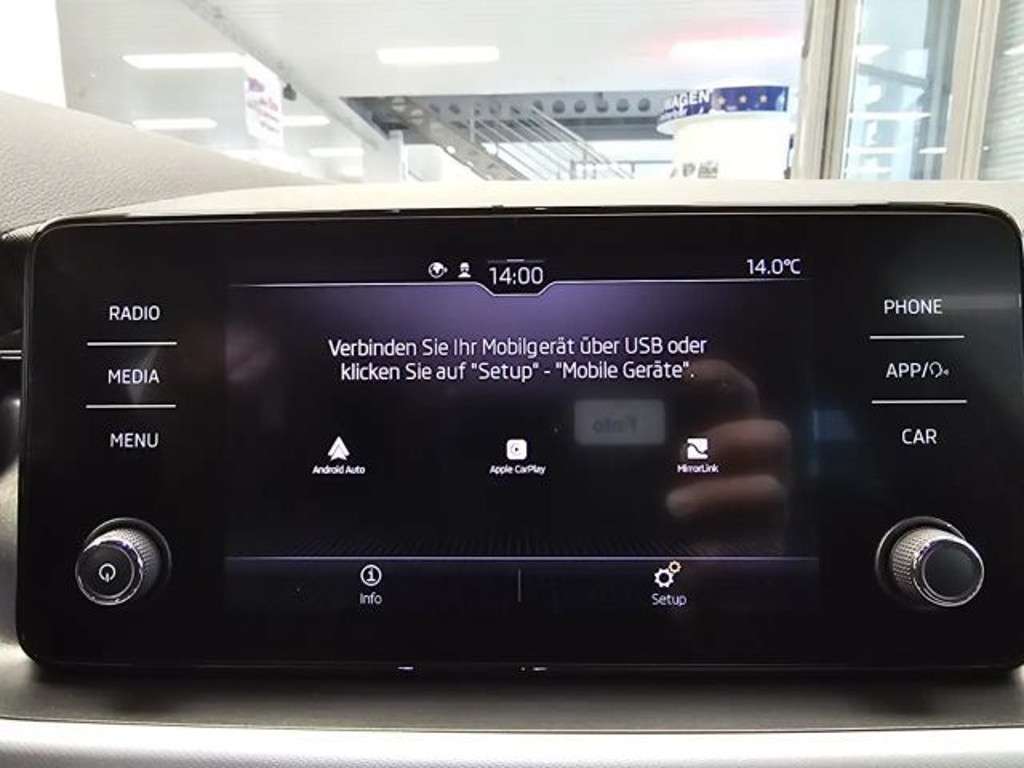 WAGEN
14:00
14.0°C
RADIO
MEDIA
MENU
PHONE
APP/
CAR
Verbinden Sie Ihr Mobilgerät über USB oder
klicken Sie auf "Setup" - "Mobile Geräte".
Android Auto
Apple CarPlay
MirrorLink
Info
Setup